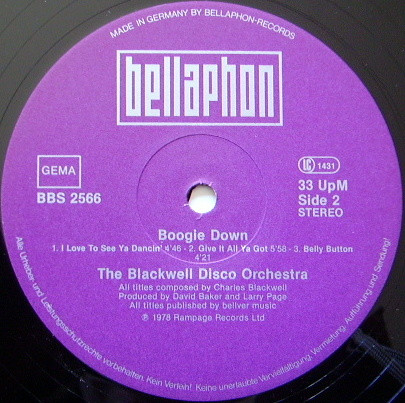 MADE IN GERMANY BY BELLAPHON-RECORDS
bellaphon
GEMA
BBS 2566
LC 1431
33 UpM
Side 2
STEREO
Boogie Down
1. I Love To See Ya Dancin' 4'46 - 2. Give It All Ya Got 5'58 - 3. Belly Button
4'21
The Blackwell Disco Orchestra
All titles composed by Charles Blackwell
Produced by David Baker and Larry Page
All titles published by beliver music
℗ 1978 Rampage Records Ltd
Alle Urheber- und Leistungsschutzrechte vorbehalten. Kein Verleih! Keine unerlaubte Vervielfältigung, Vermietung, Aufführung und Sendung!